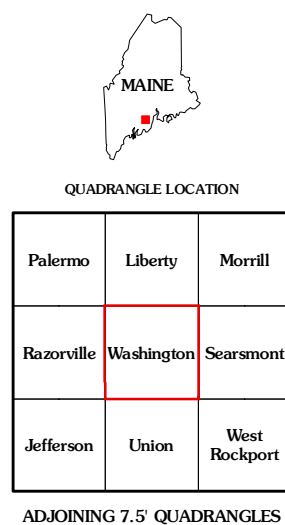 MAINE
QUADRANGLE LOCATION
Palermo Liberty Morrill
Razorville Washington Searsmont
Jefferson Union West Rockport
ADJOINING 7.5' QUADRANGLES